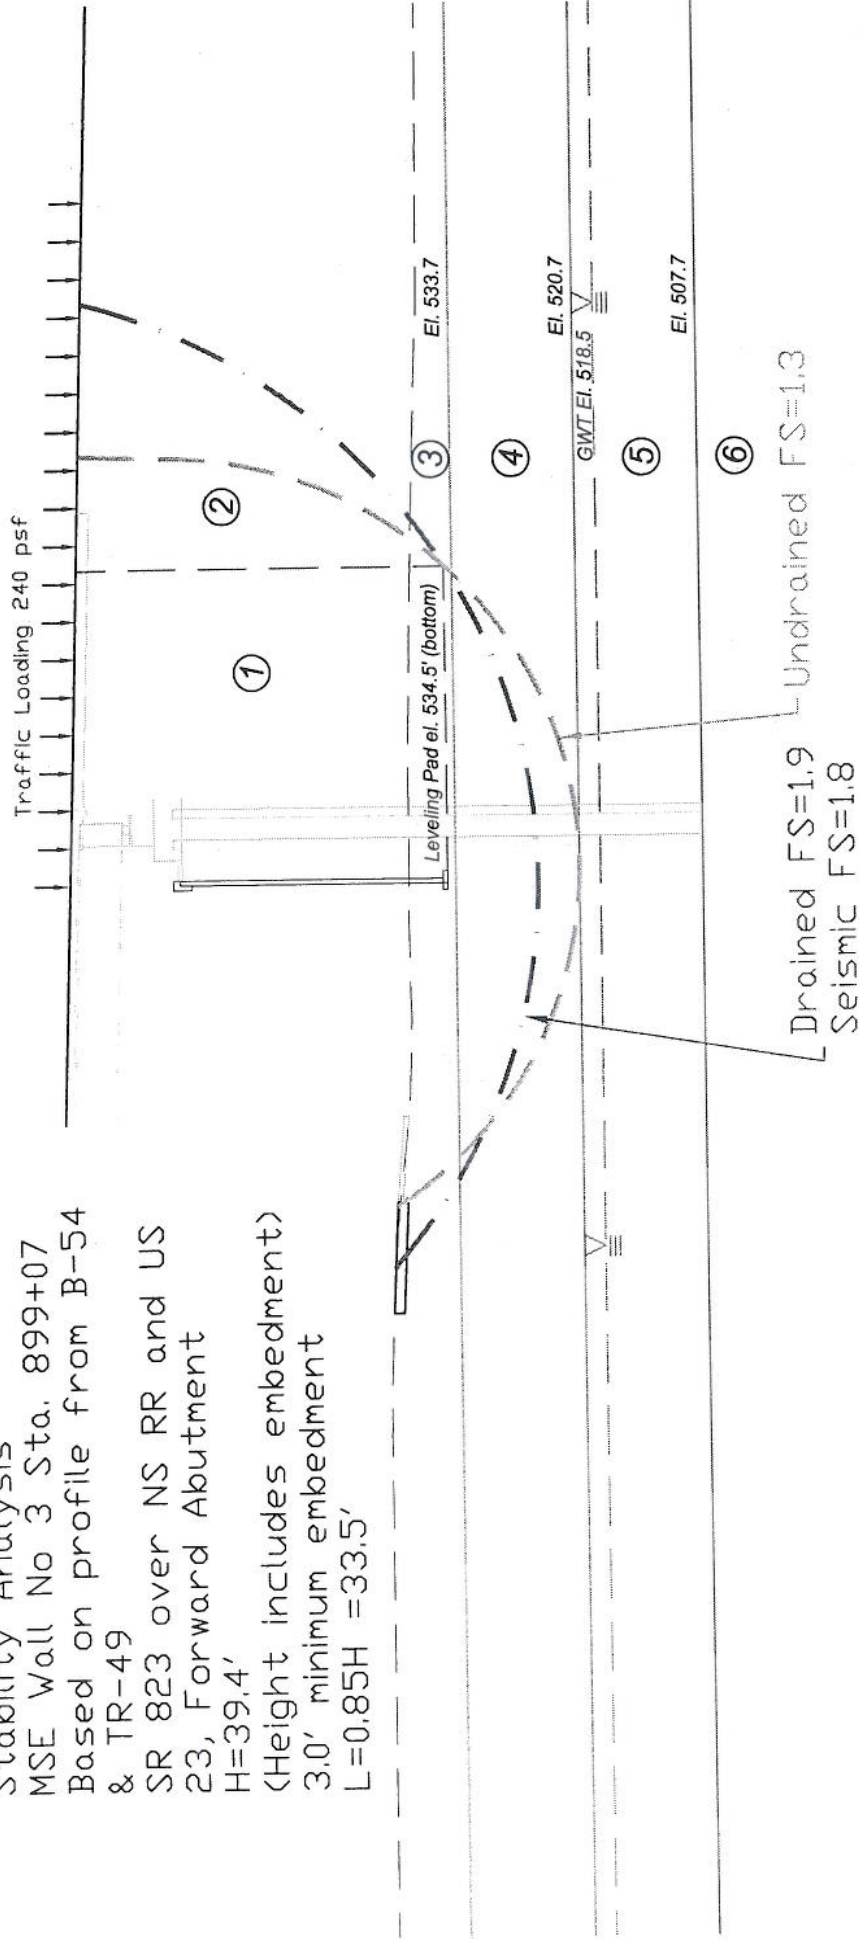 Stability Analysis
MSE Wall No 3 Sta. 899+07
Based on profile from B-54
& TR-49
SR 823 over NS RR and US
23, Forward Abutment
H=39.4'
(Height includes embedment)
3.0' minimum embedment
L=0.85H =33.5'
Traffic Loading 240 psf
1
2
3
4
5
6
Leveling Pad el. 534.5' (bottom)
El. 533.7
El. 520.7
GWT El. 518.5
El. 507.7
Drained FS=1.9
Seismic FS=1.8
Undrained FS=1.3